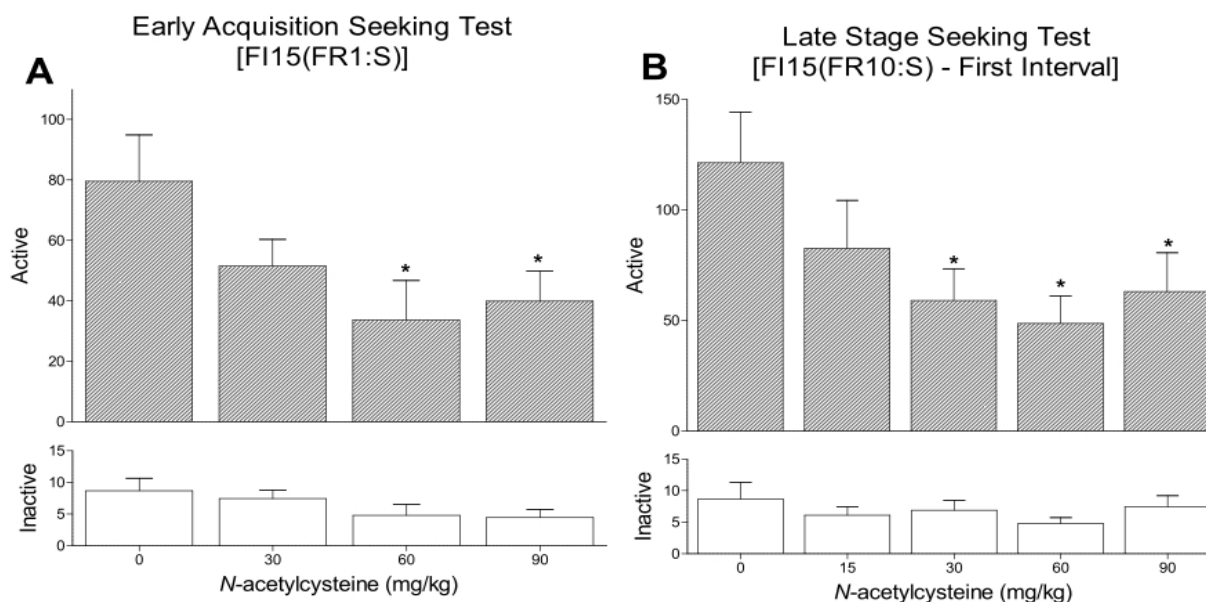 Early Acquisition Seeking Test
[FI15(FR1:S)]
A
100
80
60
40
20
0
Active
*
*
15
10
5
0
Inactive
0 30 60 90
N-acetylcysteine (mg/kg)
Late Stage Seeking Test
[FI15(FR10:S) - First Interval]
B
150
100
50
0
Active
*
*
*
15
10
5
0
Inactive
0 15 30 60 90
N-acetylcysteine (mg/kg)